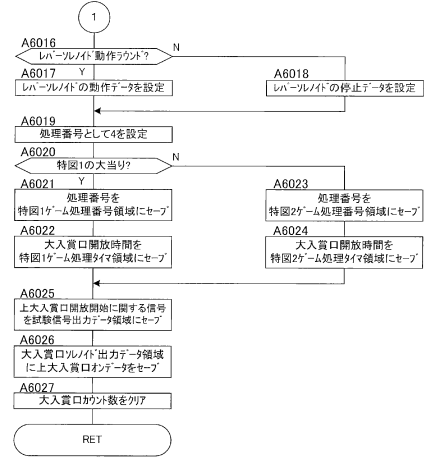 1
A6016
レバーソレノイド動作ラウンド?
N
Y
A6017
レバーソレノイドの動作データを設定
A6018
レバーソレノイドの停止データを設定
A6019
処理番号として4を設定
A6020
特図1の大当り?
N
Y
A6021
処理番号を
特図1ゲーム処理番号領域にセーブ
A6023
処理番号を
特図2ゲーム処理番号領域にセーブ
A6022
大入賞口開放時間を
特図1ゲーム処理タイマ領域にセーブ
A6024
大入賞口開放時間を
特図2ゲーム処理タイマ領域にセーブ
A6025
上大入賞口開放開始に関する信号
を試験信号出力データ領域にセーブ
A6026
大入賞口ソレノイド出力データ領域
に上大入賞口オンデータをセーブ
A6027
大入賞口カウント数をクリア
RET